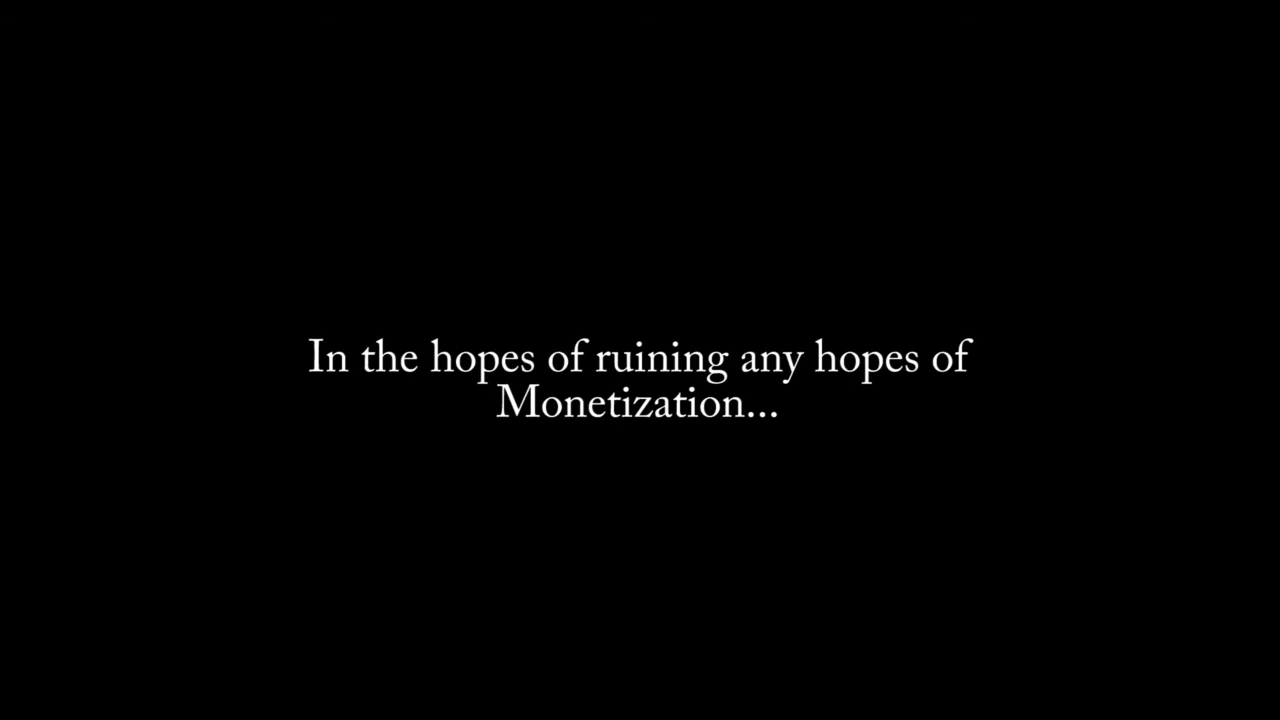 In the hopes of ruining any hopes of
Monetization...